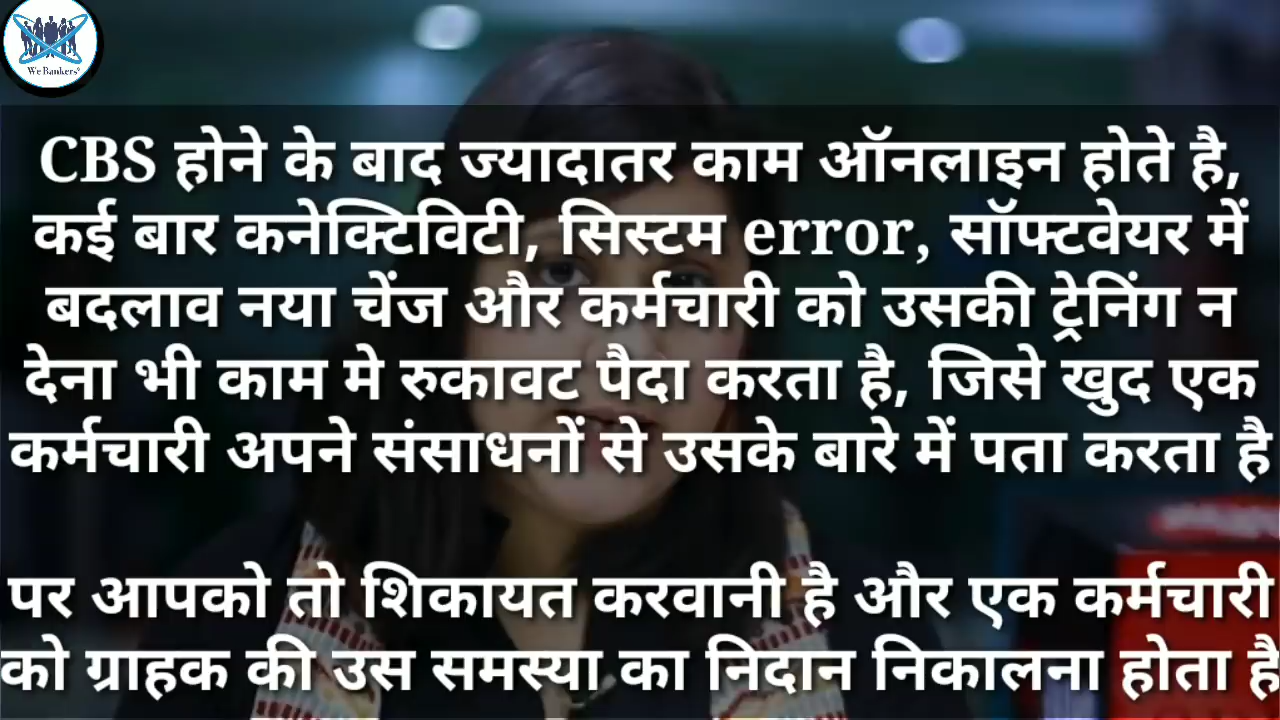 We Bankers
CBS होने के बाद ज्यादातर काम ऑनलाइन होते है,
कई बार कनेक्टिविटी, सिस्टम error, सॉफ्टवेयर में
बदलाव नया चेंज और कर्मचारी को उसकी ट्रेनिंग न
देना भी काम मे रुकावट पैदा करता है, जिसे खुद एक
कर्मचारी अपने संसाधनों से उसके बारे में पता करता है
पर आपको तो शिकायत करवानी है और एक कर्मचारी
को ग्राहक की उस समस्या का निदान निकालना होता है